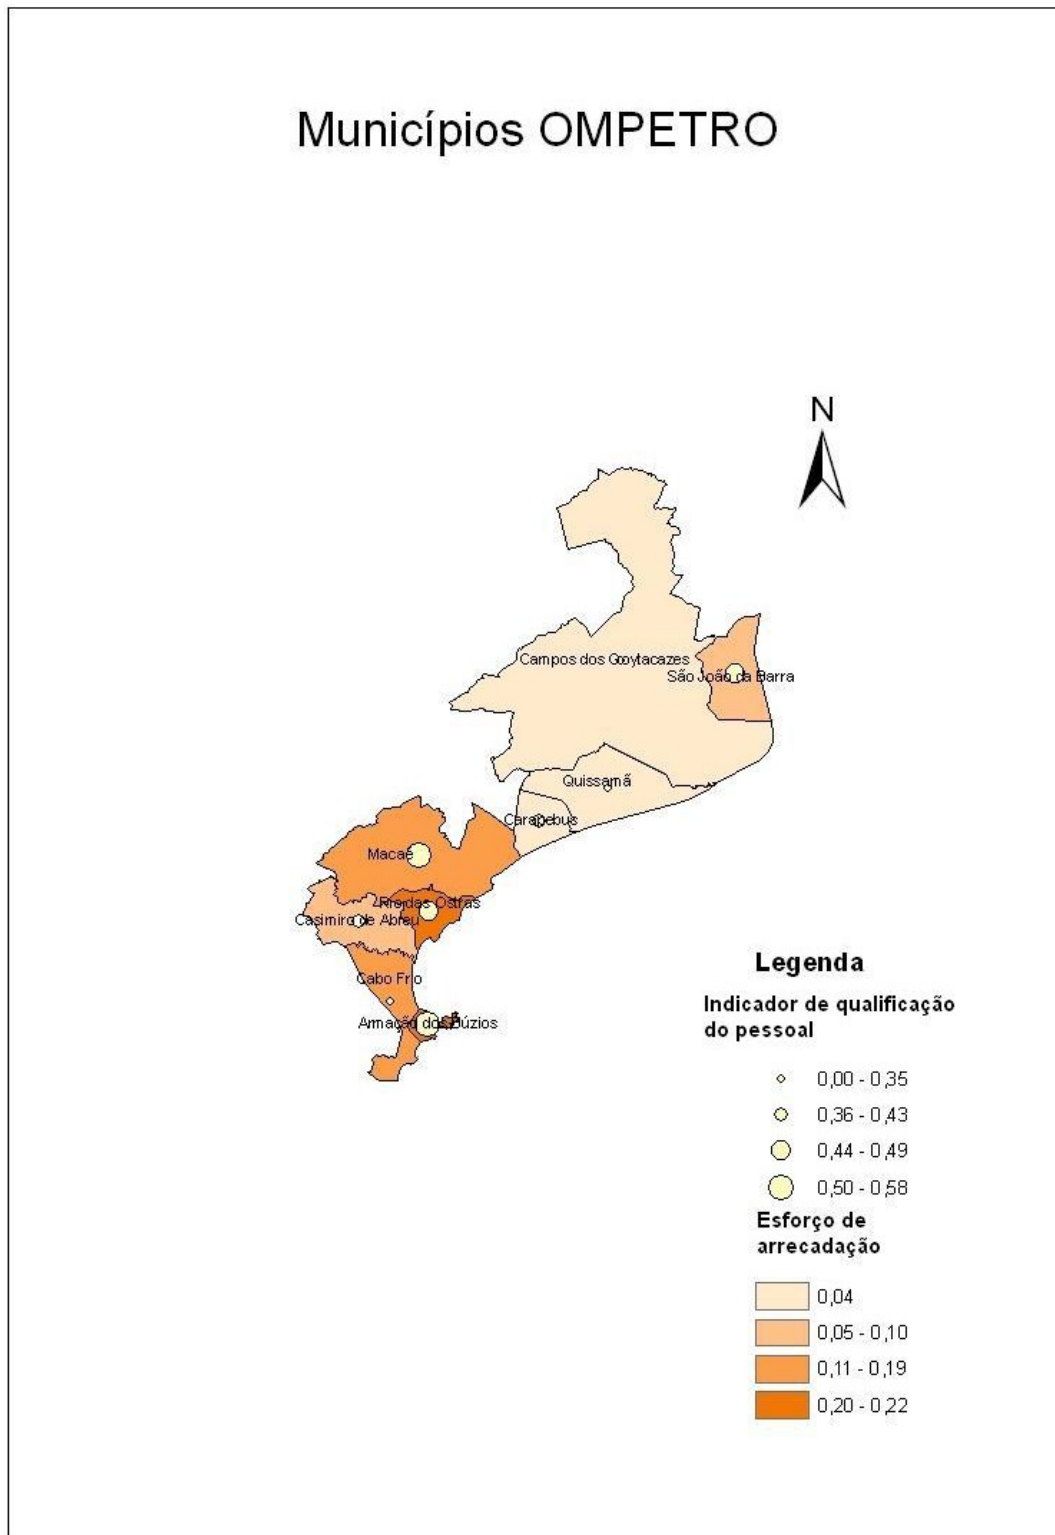 Municípios OMPETRO
N
Campos dos Goytacazes
São João da Barra
Quissamã
Carapebus
Macaé
Rio das Ostras
Casimiro de Abreu
Cabo Frio
Armação dos Búzios
Legenda
Indicador de qualificação
do pessoal
0,00 - 0,35
0,36 - 0,43
0,44 - 0,49
0,50 - 0,58
Esforço de
arrecadação
0,04
0,05 - 0,10
0,11 - 0,19
0,20 - 0,22